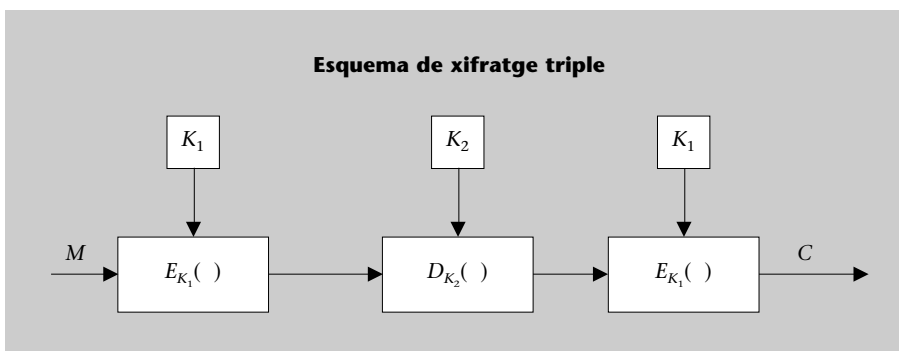 Esquema de xifratge triple
K1 K2 K1
M EK1( ) DK2( ) EK1( ) C